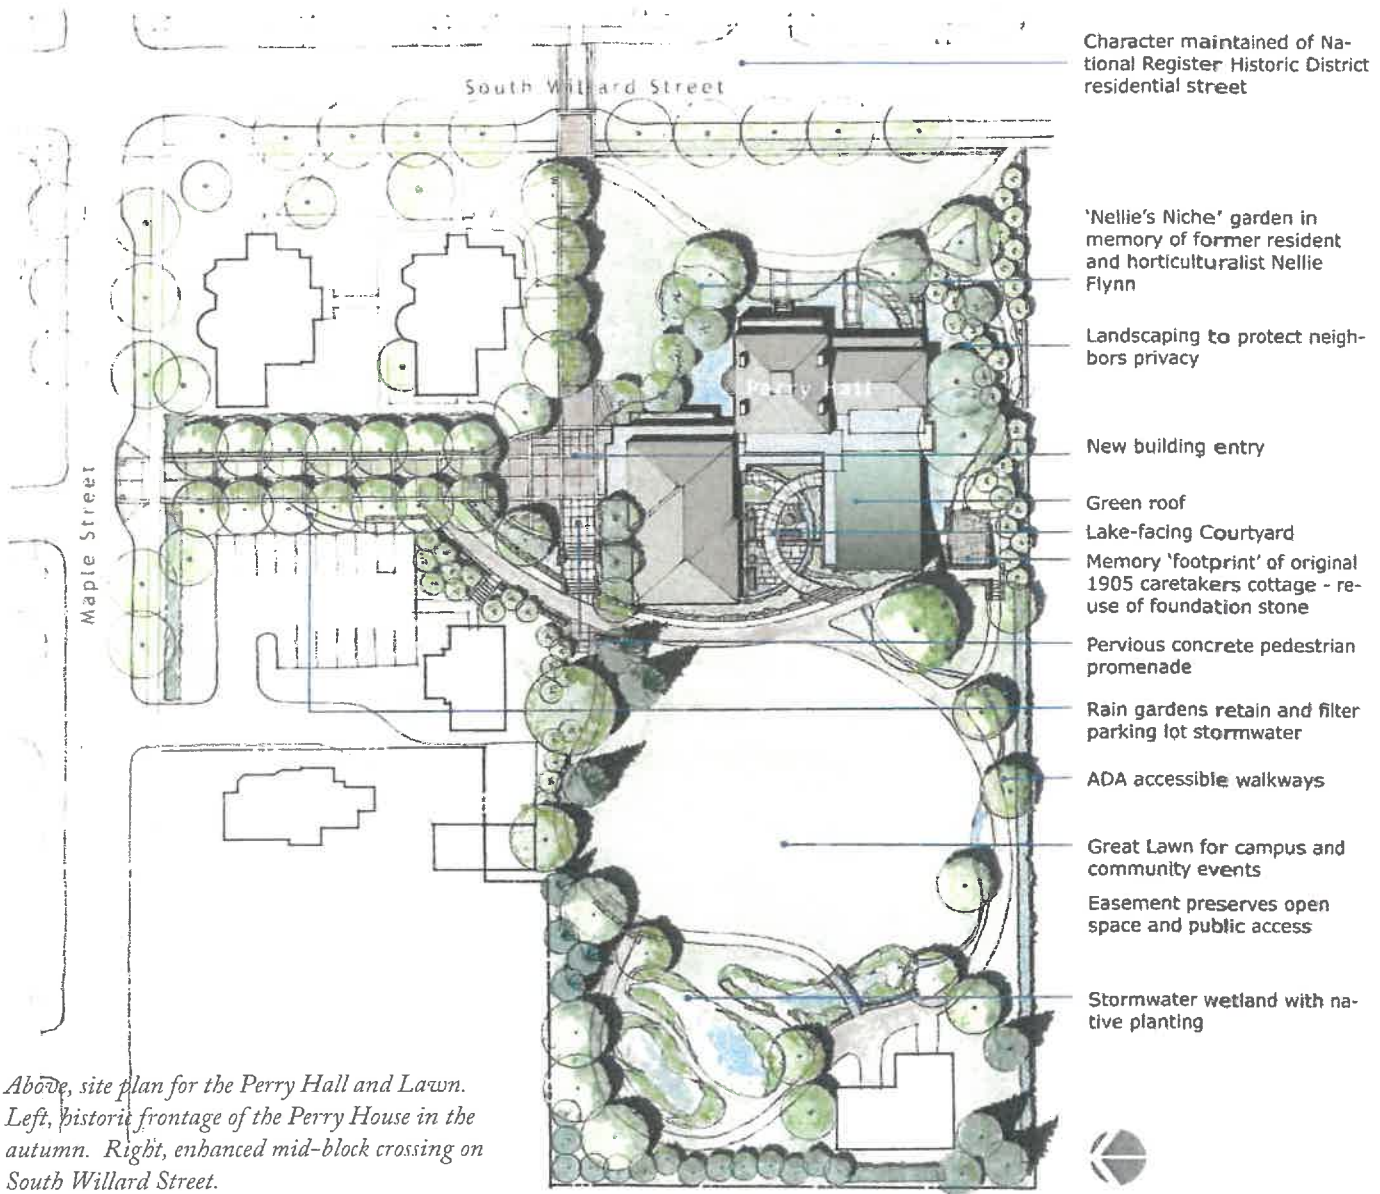 South Willard Street
Character maintained of Na-
tional Register Historic District
residential street
'Nellie's Niche' garden in
memory of former resident
and horticulturalist Nellie
Flynn
Landscaping to protect neigh-
bors privacy
Perry Hall
New building entry
Maple Street
Green roof
Lake-facing Courtyard
Memory 'footprint' of original
1905 caretakers cottage - re-
use of foundation stone
Pervious concrete pedestrian
promenade
Rain gardens retain and filter
parking lot stormwater
ADA accessible walkways
Great Lawn for campus and
community events
Easement preserves open
space and public access
Stormwater wetland with na-
tive planting
Above, site plan for the Perry Hall and Lawn.
Left, historic frontage of the Perry House in the
autumn. Right, enhanced mid-block crossing on
South Willard Street.